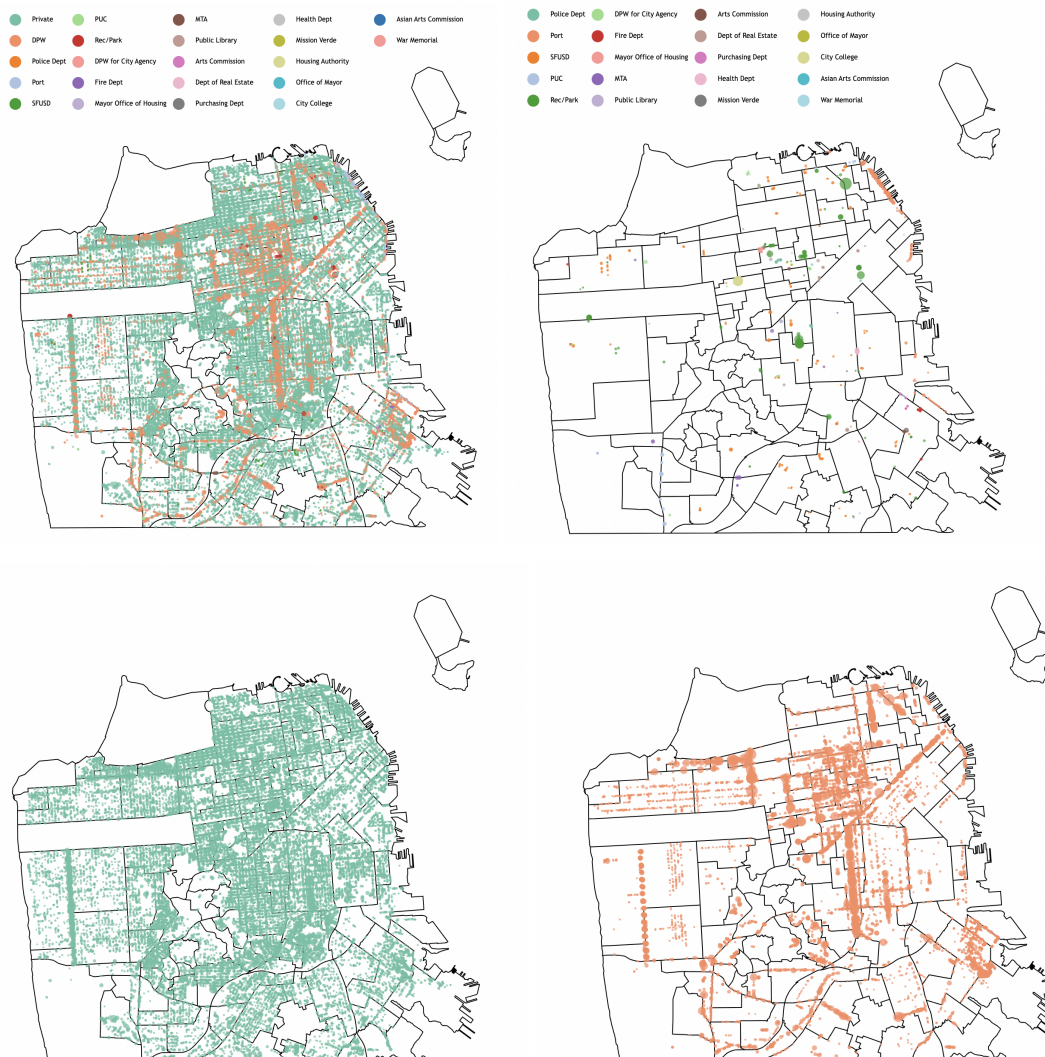 Private PUC MTA Health Dept Asian Arts Commission
DPW Rec/Park Public Library Mission Verde War Memorial
Police Dept DPW for City Agency Arts Commission Housing Authority
Port Fire Dept Dept of Real Estate Office of Mayor
SFUSD Mayor Office of Housing Purchasing Dept City College
Police Dept DPW for City Agency Arts Commission Housing Authority
Port Fire Dept Dept of Real Estate Office of Mayor
SFUSD Mayor Office of Housing Purchasing Dept City College
PUC MTA Health Dept Asian Arts Commission
Rec/Park Public Library Mission Verde War Memorial